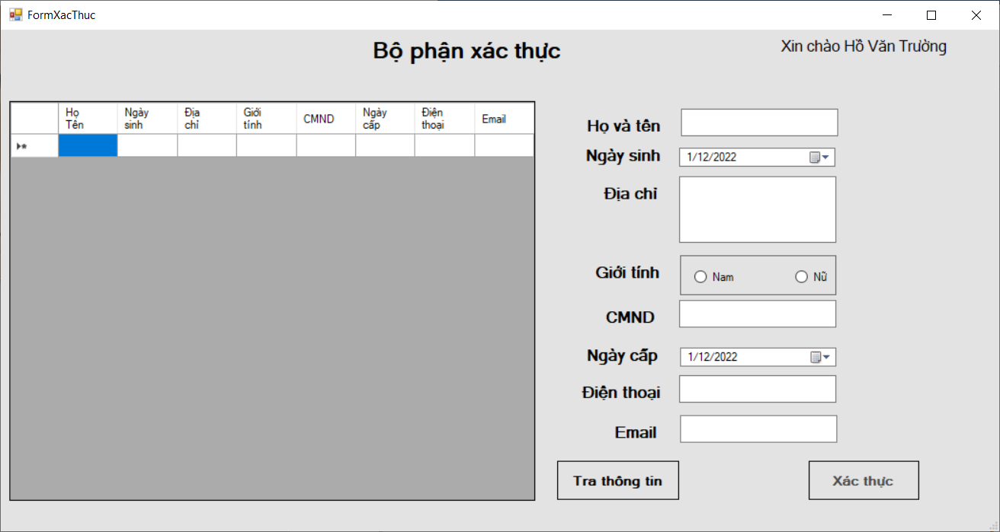 FormXacThuc
Bộ phận xác thực
Xin chào Hồ Văn Trường
Họ Tên
Ngày sinh
Địa chỉ
Giới tính
CMND
Ngày cấp
Điện thoại
Email
Họ và tên
Ngày sinh
1/12/2022
Địa chỉ
Giới tính
Nam
Nữ
CMND
Ngày cấp
1/12/2022
Điện thoại
Email
Tra thông tin
Xác thực